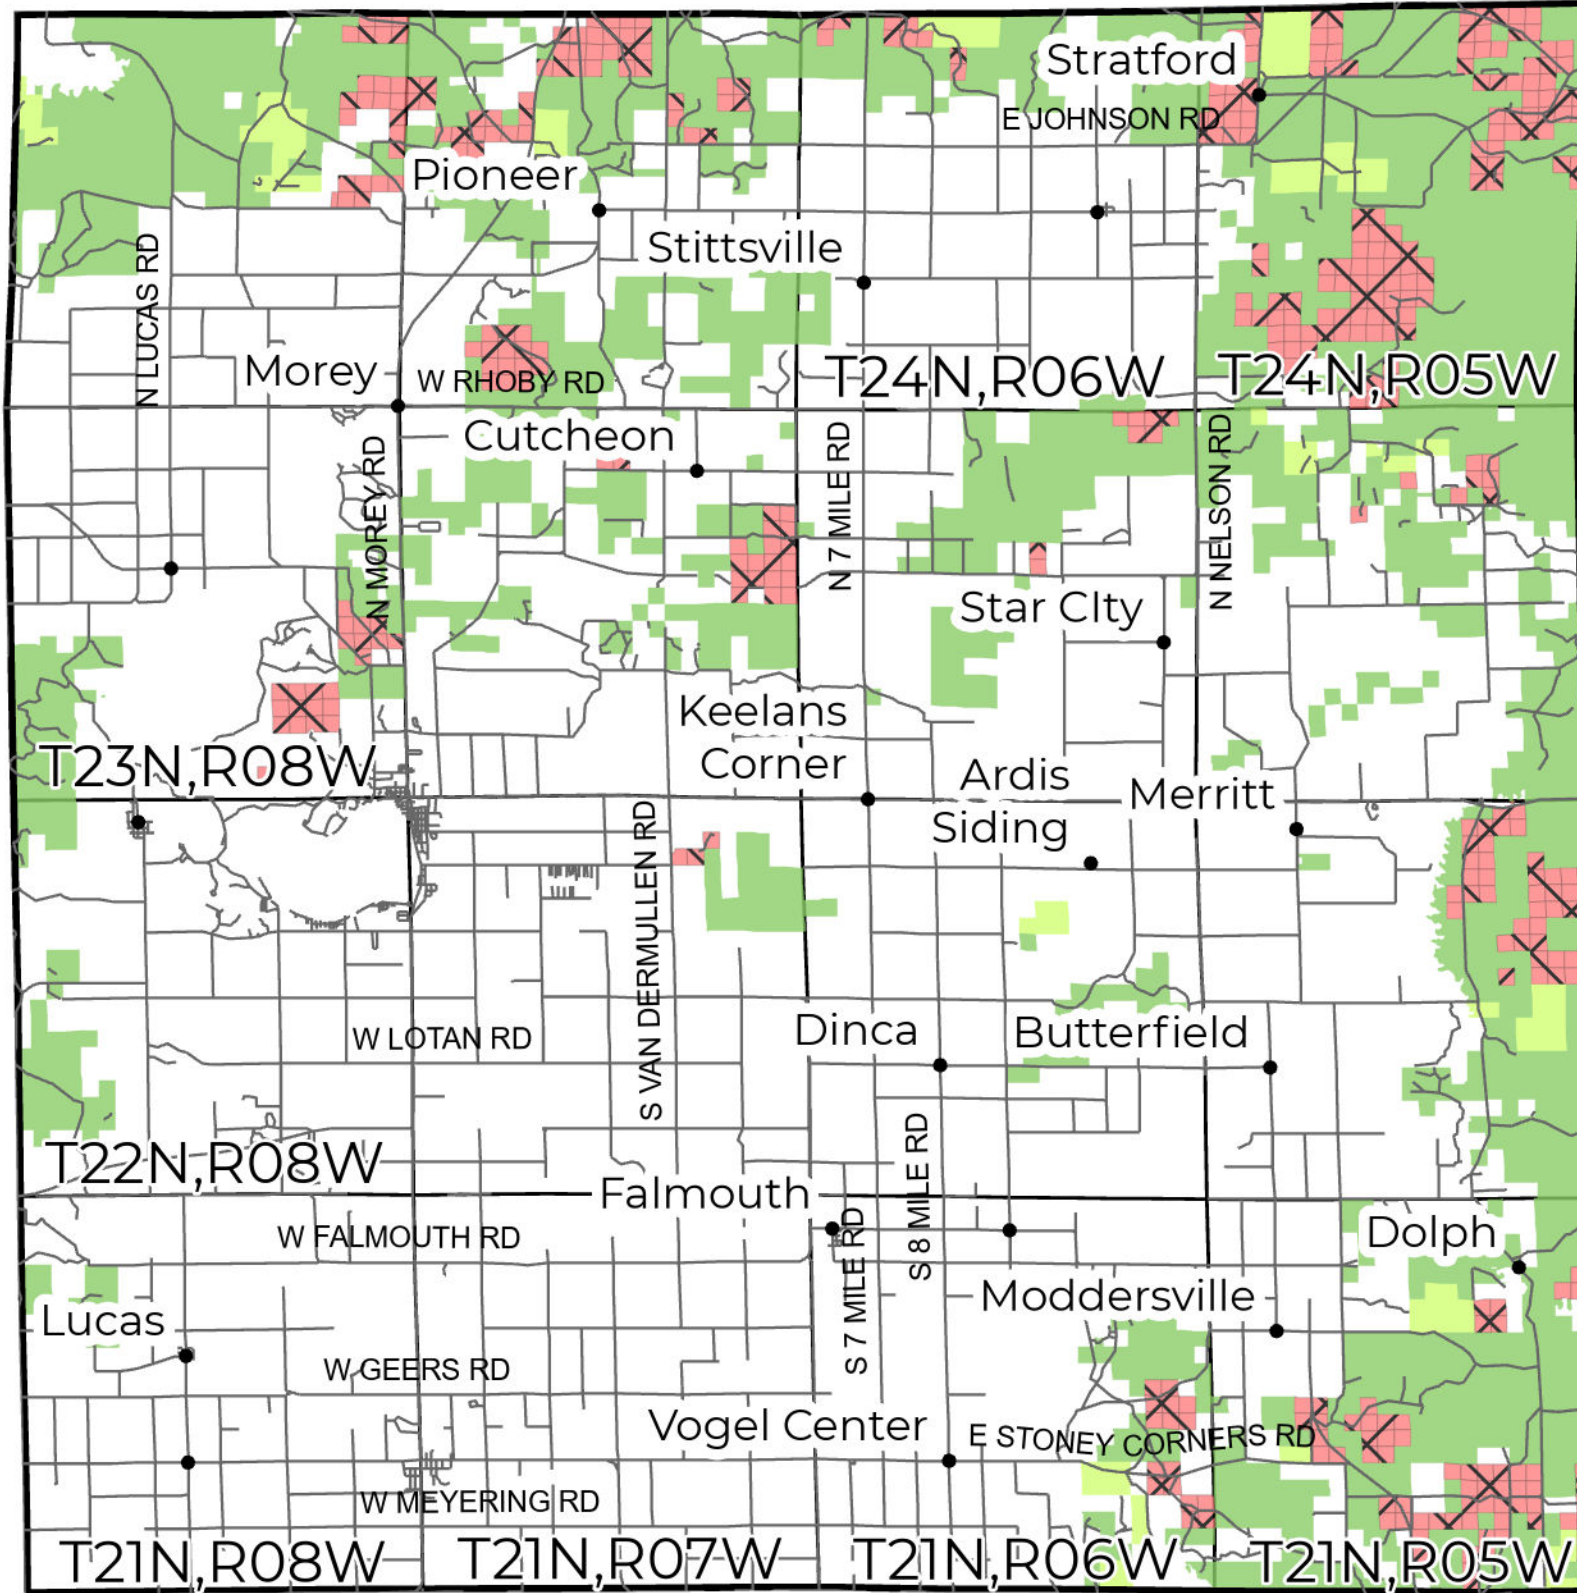 Stratford
E JOHNSON RD
Pioneer
Stittsville
N LUCAS RD
Morey
W RHOBY RD
T24N,R06W
T24N,R05W
Cutcheon
N MOREY RD
N 7 MILE RD
N NELSON RD
Star CIty
Keelans
Corner
T23N,R08W
Ardis
Siding
Merritt
S VAN DERMULLEN RD
W LOTAN RD
Dinca
Butterfield
T22N,R08W
S 8 MILE RD
Falmouth
W FALMOUTH RD
S 7 MILE RD
Dolph
Moddersville
Lucas
W GEERS RD
Vogel Center
E STONEY CORNERS RD
W MEYERING RD
T21N,R08W
T21N,R07W
T21N,R06W
T21N,R05W